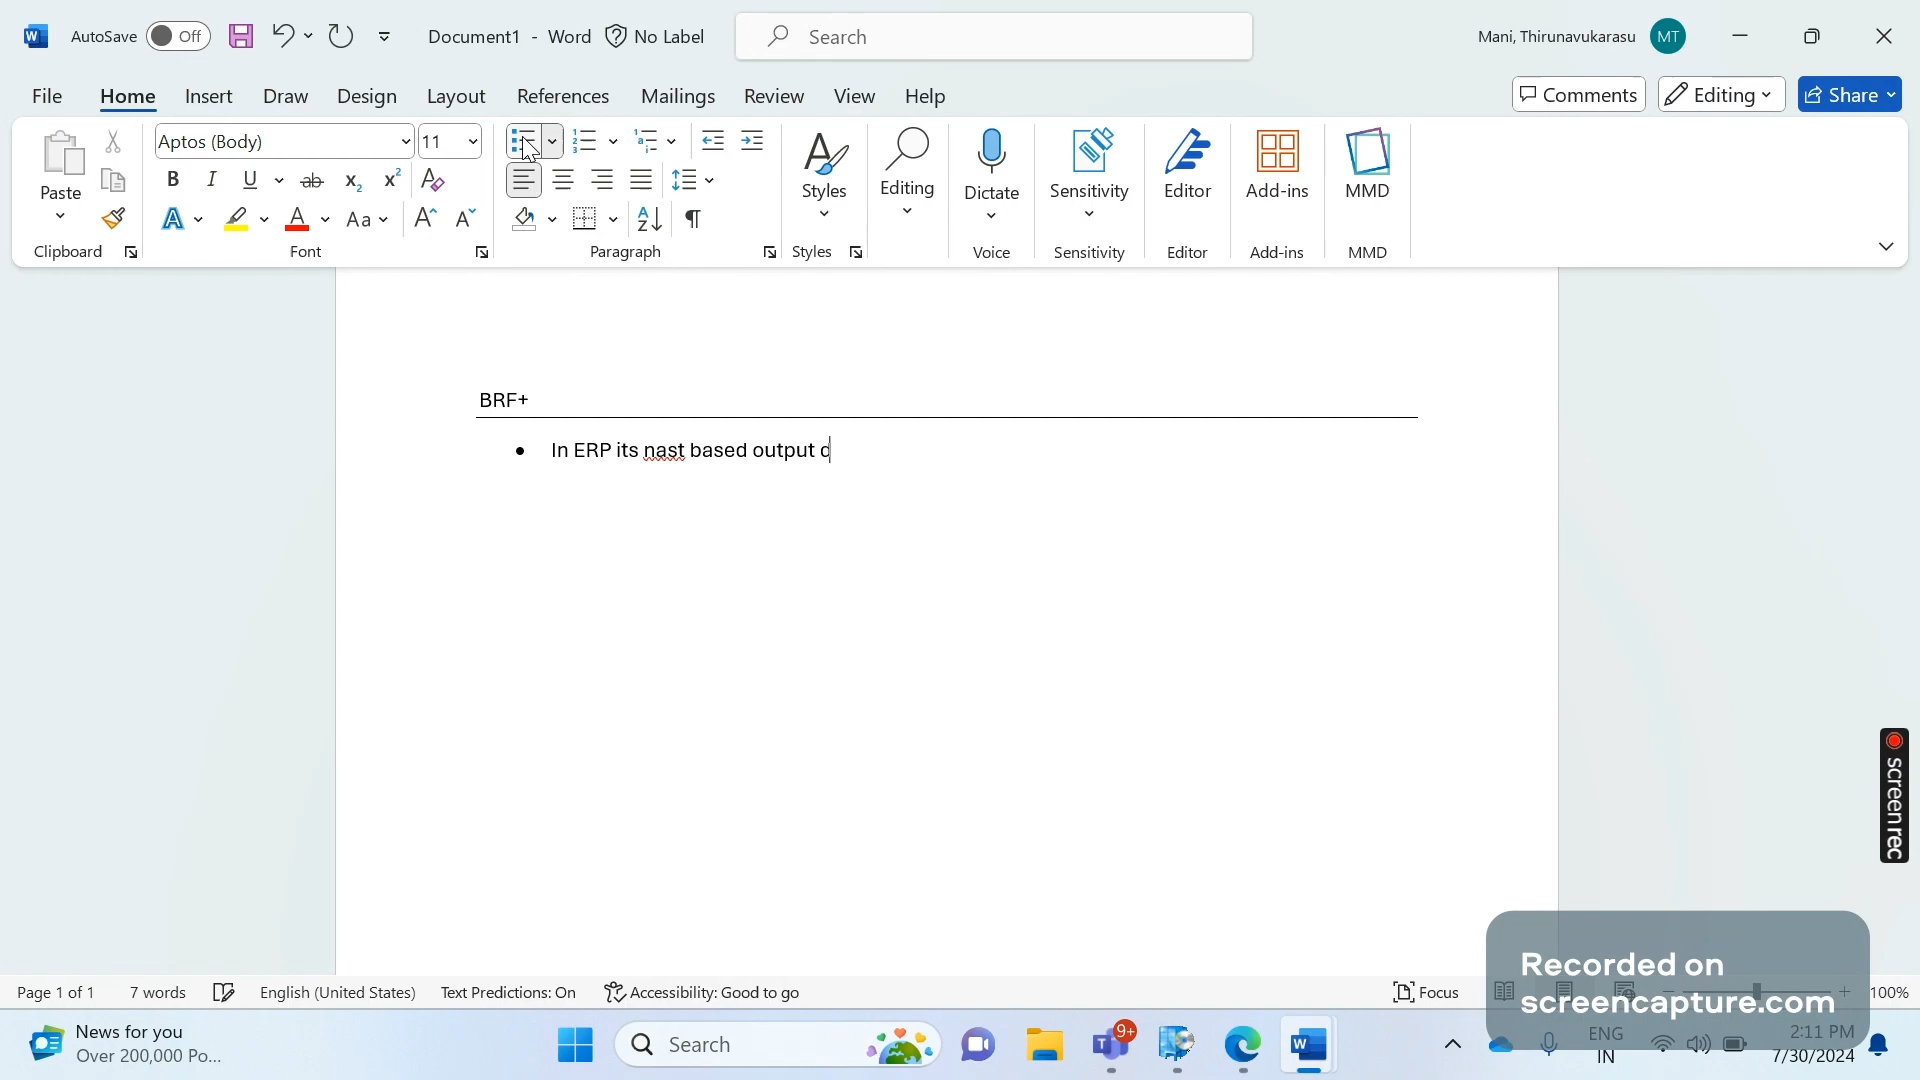 AutoSave Off Document1 - Word No Label Search Mani, Thirunavukarasu MT
File Home Insert Draw Design Layout References Mailings Review View Help Comments Editing Share
Paste Aptos (Body) 11 Styles Editing Dictate Sensitivity Editor Add-ins MMD
Clipboard Font Paragraph Styles Voice Sensitivity Editor Add-ins MMD
BRF+
• In ERP its nast based output d
screenrec
Recorded on
screencapture.com
Page 1 of 1 7 words English (United States) Text Predictions: On Accessibility: Good to go Focus 100%
News for you
Over 200,000 Po...
Search
9+
ENG
IN
2:11 PM
7/30/2024